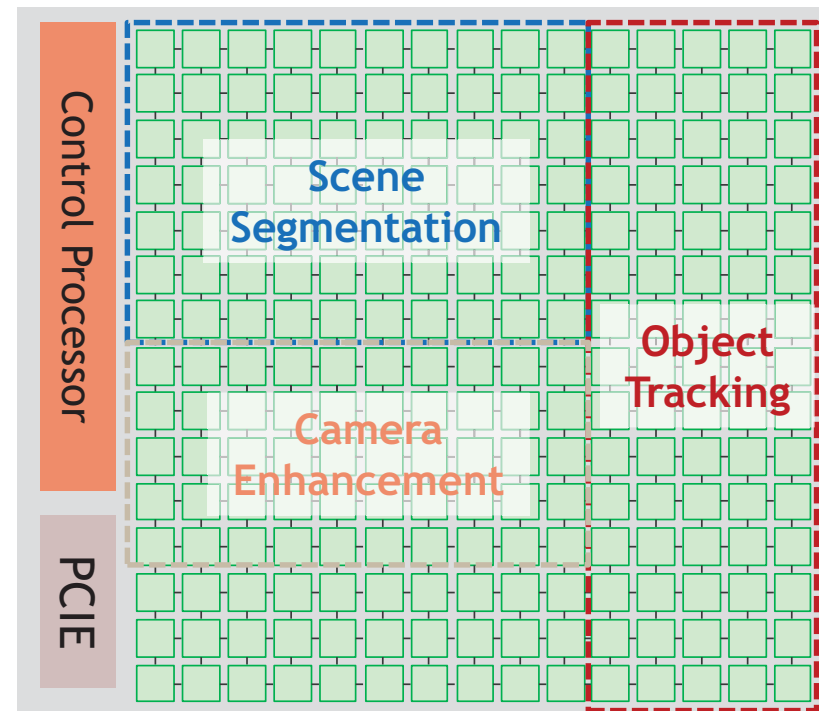 Control Processor
PCIE
Scene
Segmentation
Camera
Enhancement
Object
Tracking